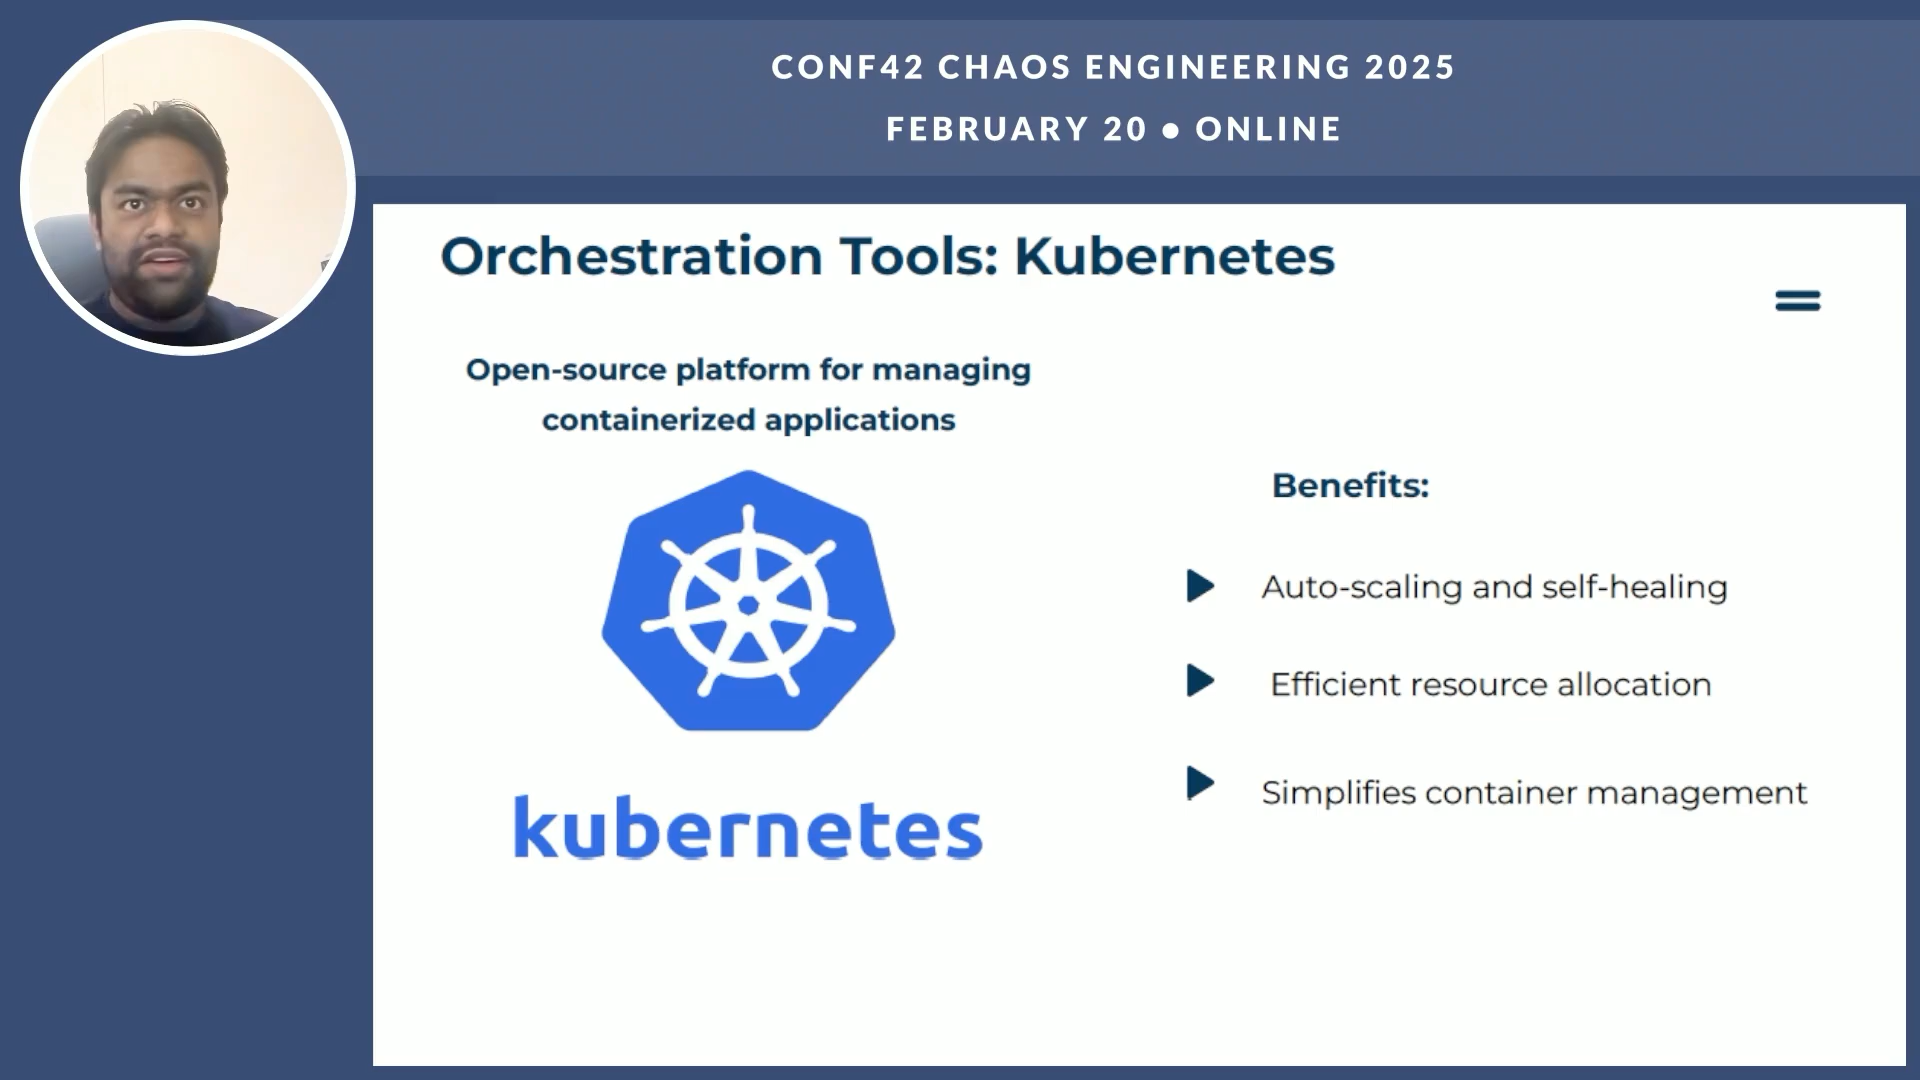 CONF42 CHAOS ENGINEERING 2025
FEBRUARY 20 ● ONLINE
Orchestration Tools: Kubernetes
Open-source platform for managing
containerized applications
kubernetes
Benefits:
Auto-scaling and self-healing
Efficient resource allocation
Simplifies container management